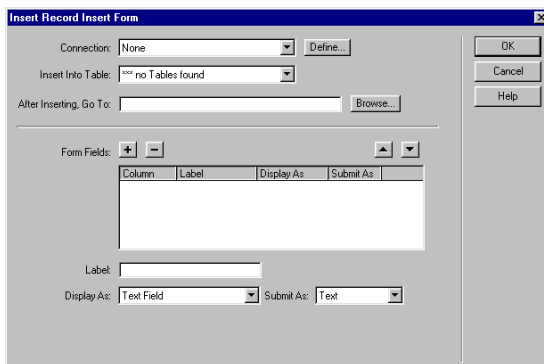 Insert Record Insert Form
Connection: None Define... OK
Insert Into Table: *** no Tables found Cancel
After Inserting, Go To: Browse... Help
Form Fields: + −
Column Label Display As Submit As
Label:
Display As: Text Field Submit As: Text